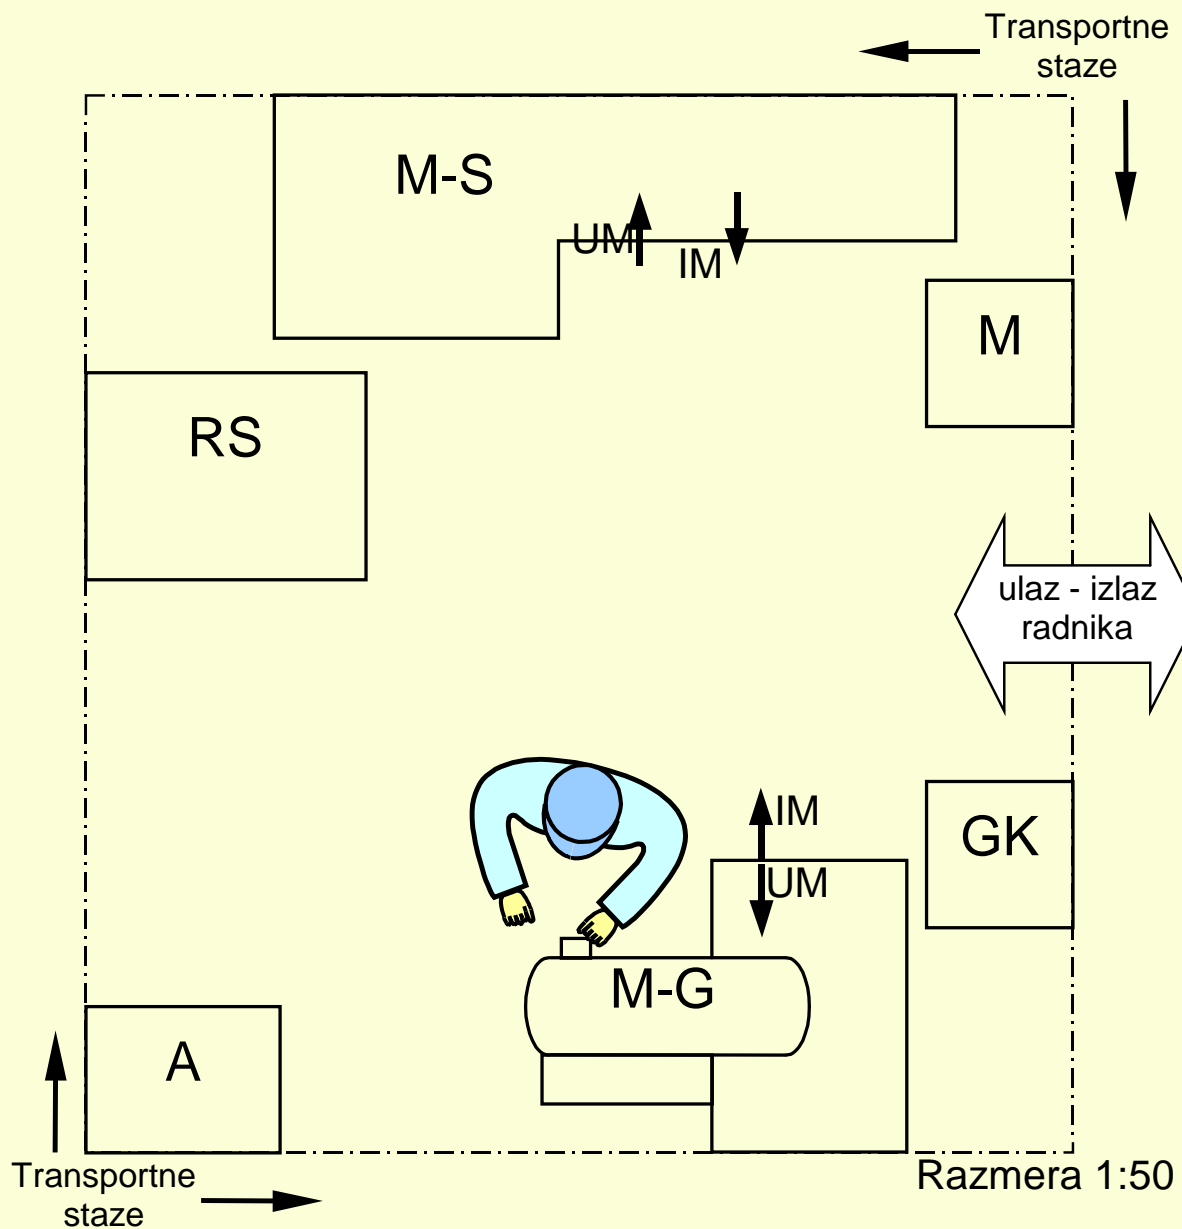 Transportne
staze
M-S
UM
IM
M
RS
ulaz - izlaz
radnika
IM
GK
UM
M-G
A
Transportne
staze
Razmera 1:50